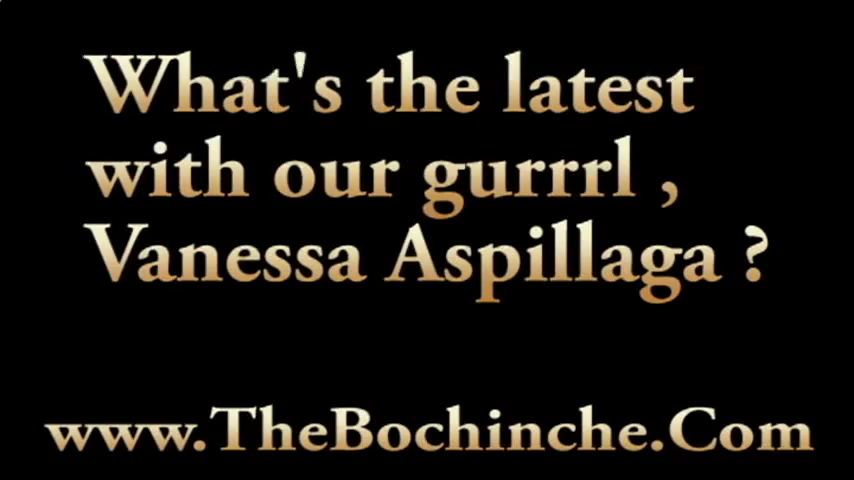 What's the latest
with our gurrrl ,
Vanessa Aspillaga ?
www.TheBochinche.Com